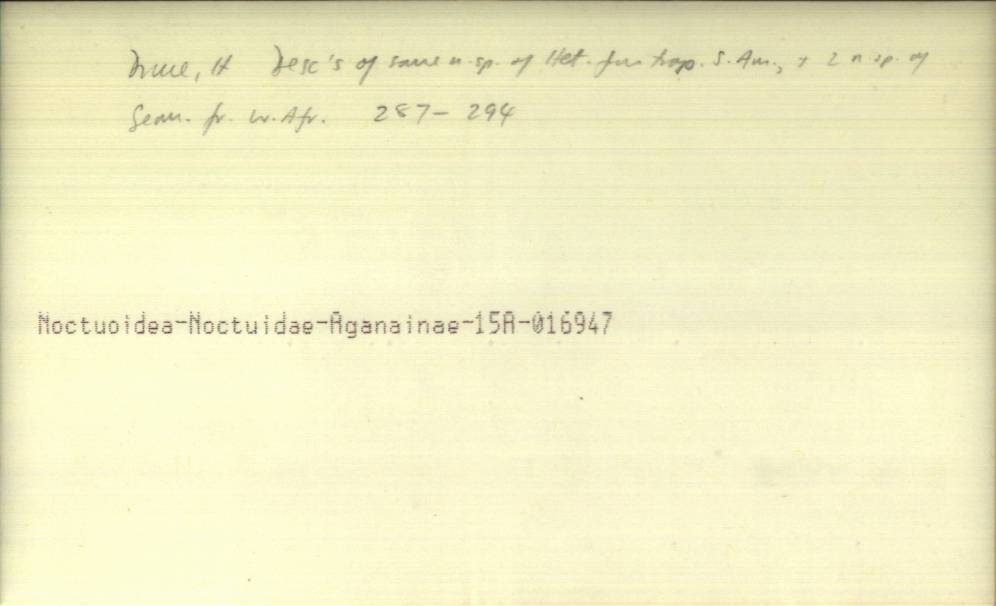 Druce, H Desc's of some n.sp. of Het. from trop. S. Am., + 2 n sp. of
Geom. fr. W. Afr. 287-294
Noctuoidea-Noctuidae-Aganainae-15A-016947